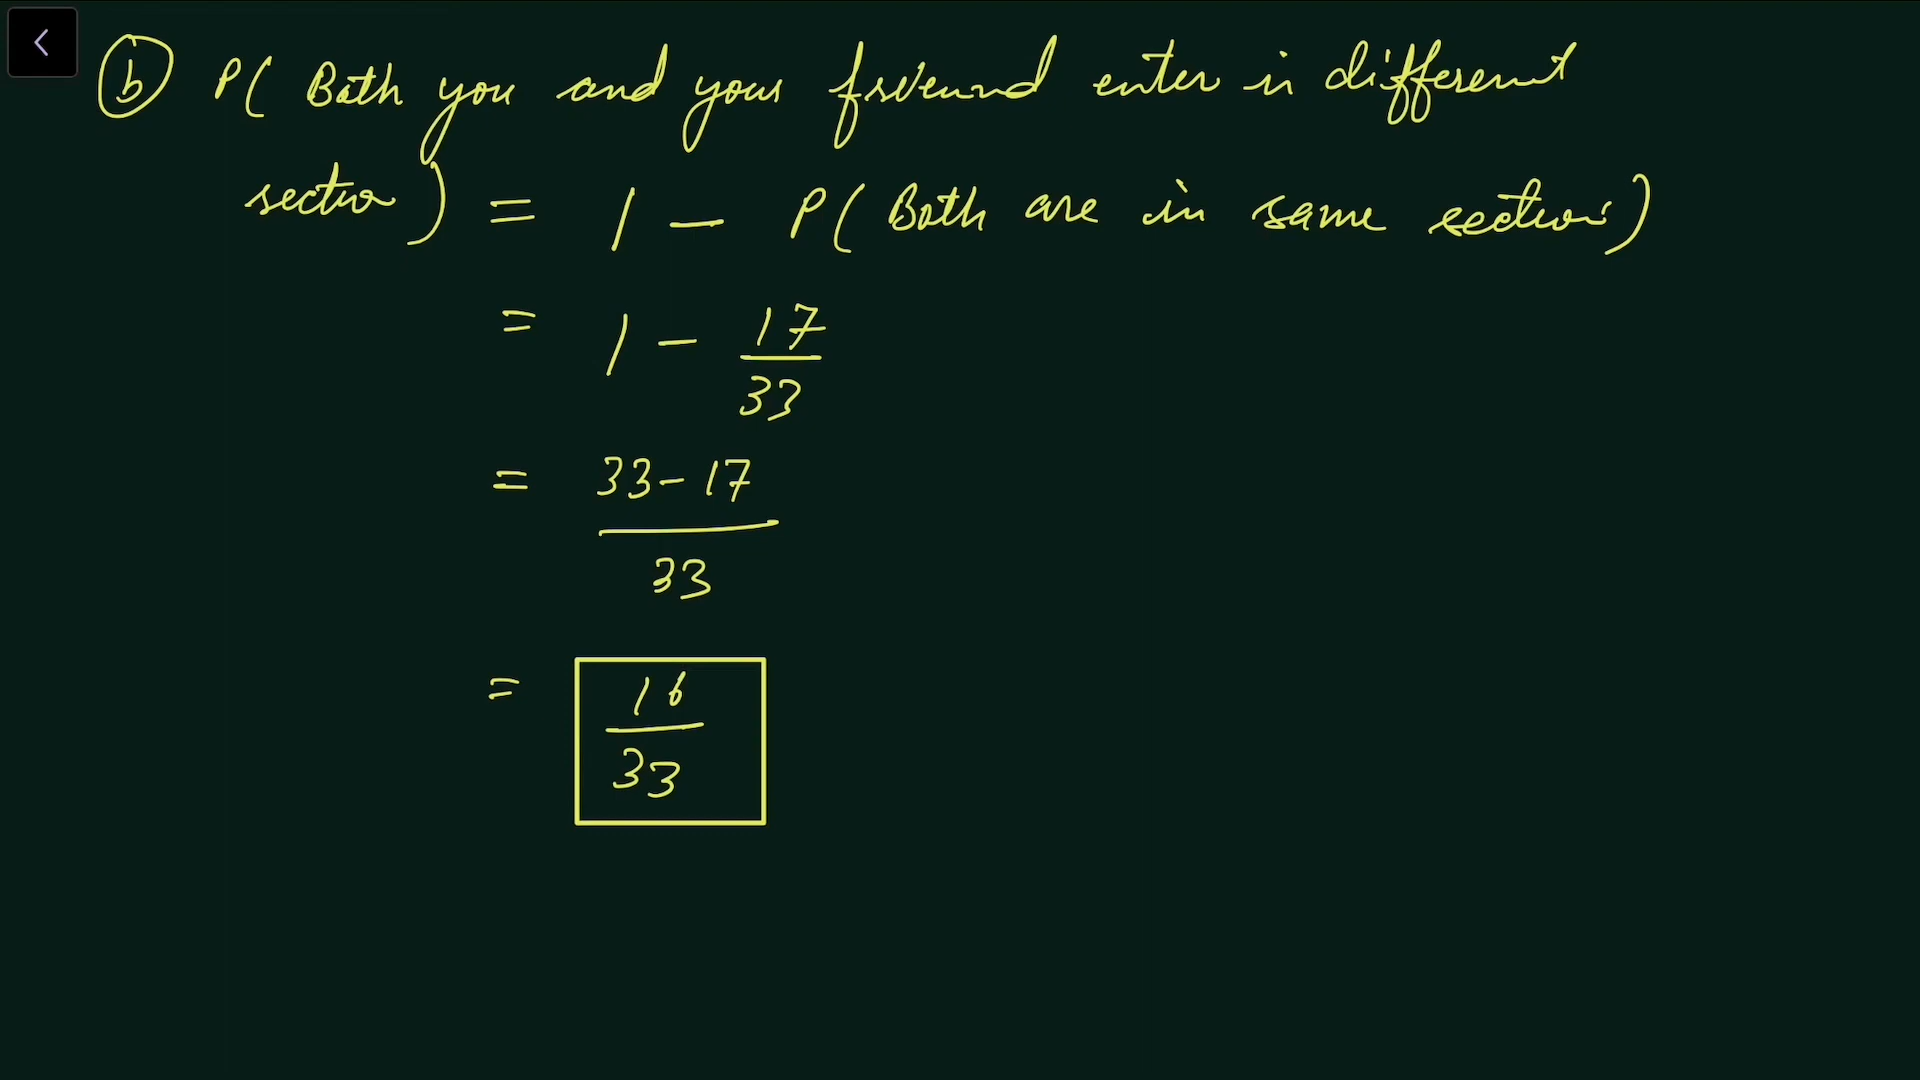 (b) P( Both you and your friend enter in different
section) = 1 - P( Both are in same section)
= 1 - 17/33
= 33-17/33
= 16/33